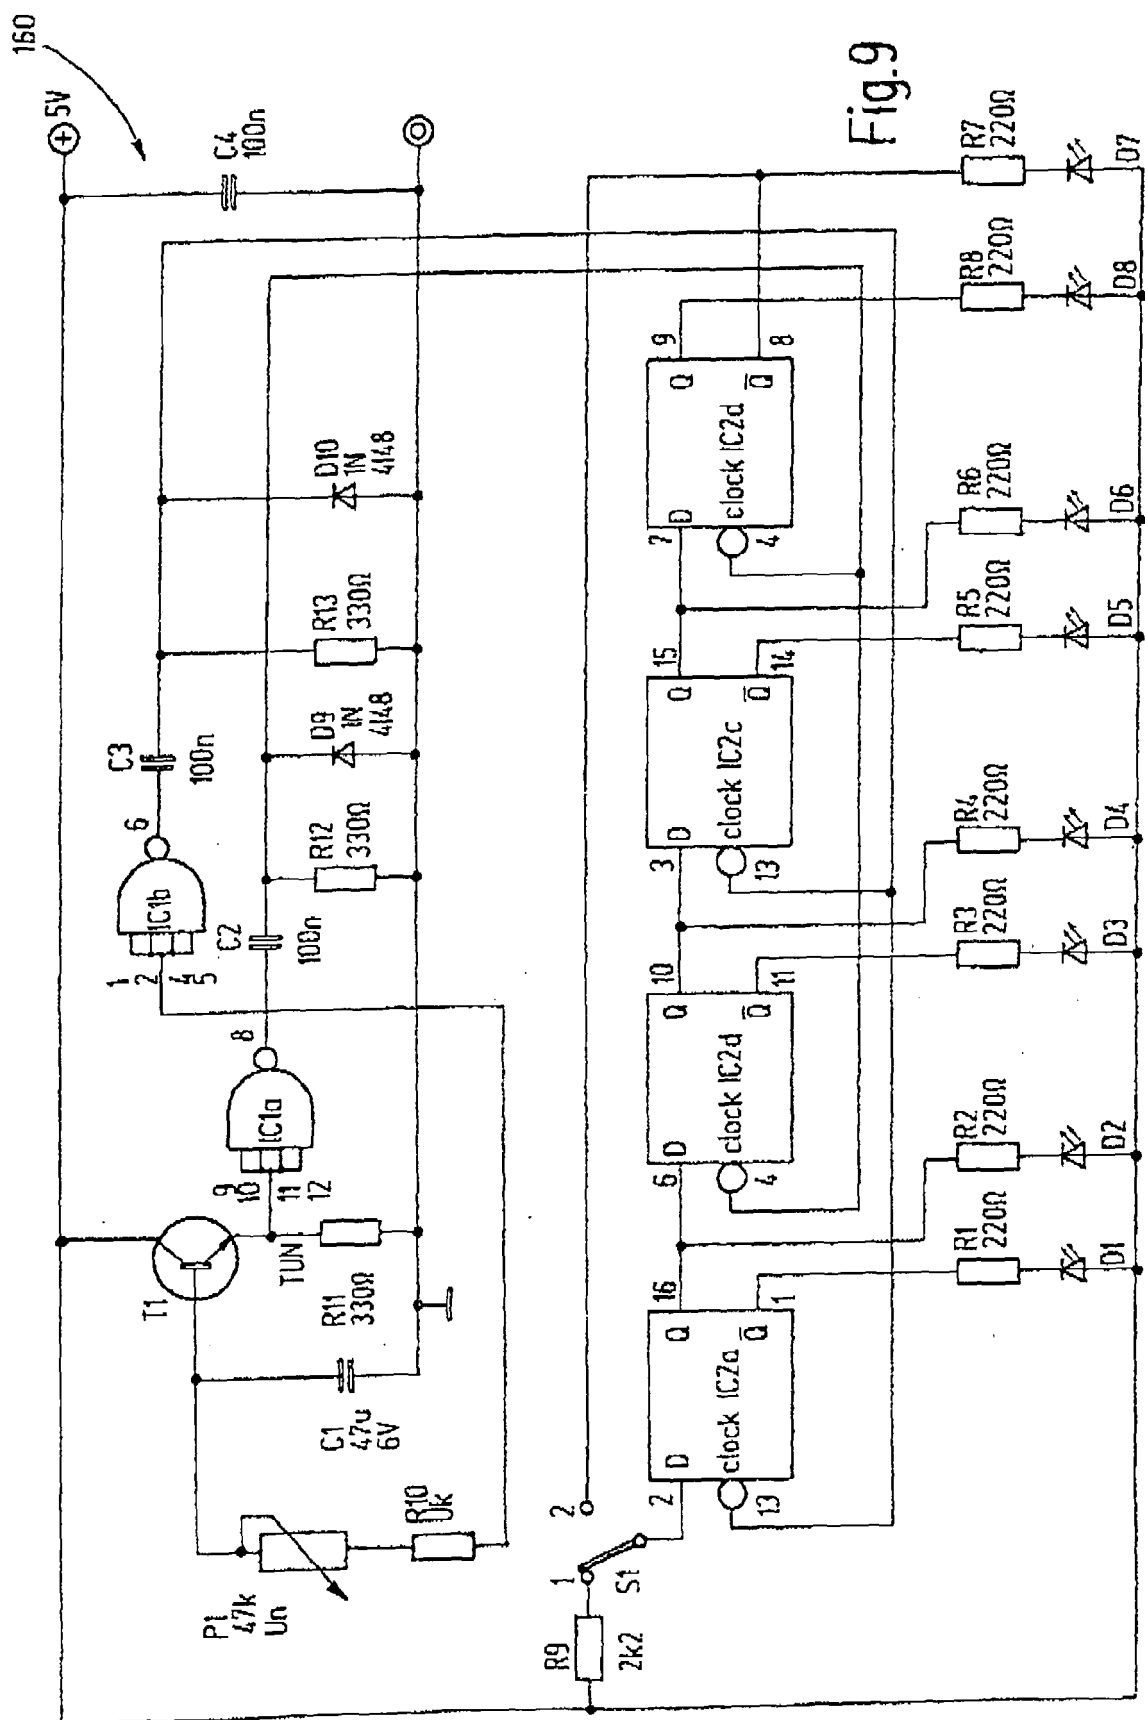 160
+ 5V
C4
100n
C3
100n
6
IC1b
1
2
4
5
R13
330Ω
D10
1N
4148
D9
1N
4148
R12
330Ω
C2
100n
8
IC1a
9
10
11
12
T1
TUN
R11
330Ω
C1
47u
6V
P1
47k
R10
R9
2k2
1
2
S1
2
D
clock IC2a
13
Q
Q
16
1
6
D
clock IC2d
4
Q
Q
10
11
3
D
clock IC2c
13
Q
Q
15
14
7
D
clock IC2d
4
Q
Q
9
8
R1
220Ω
R2
220Ω
R3
220Ω
R4
220Ω
R5
220Ω
R6
220Ω
R8
220Ω
R7
220Ω
D1
D2
D3
D4
D5
D6
D8
D7
Fig.9